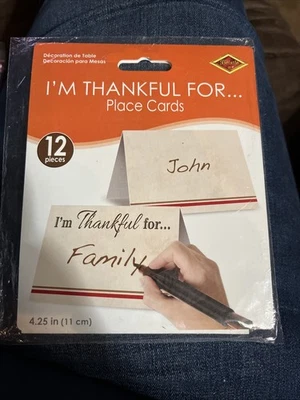 Décoration de Table
Decoración para Mesas
I'M THANKFUL FOR...
Place Cards
12
pieces
John
I'm Thankful for...
Family
4.25 in (11 cm)